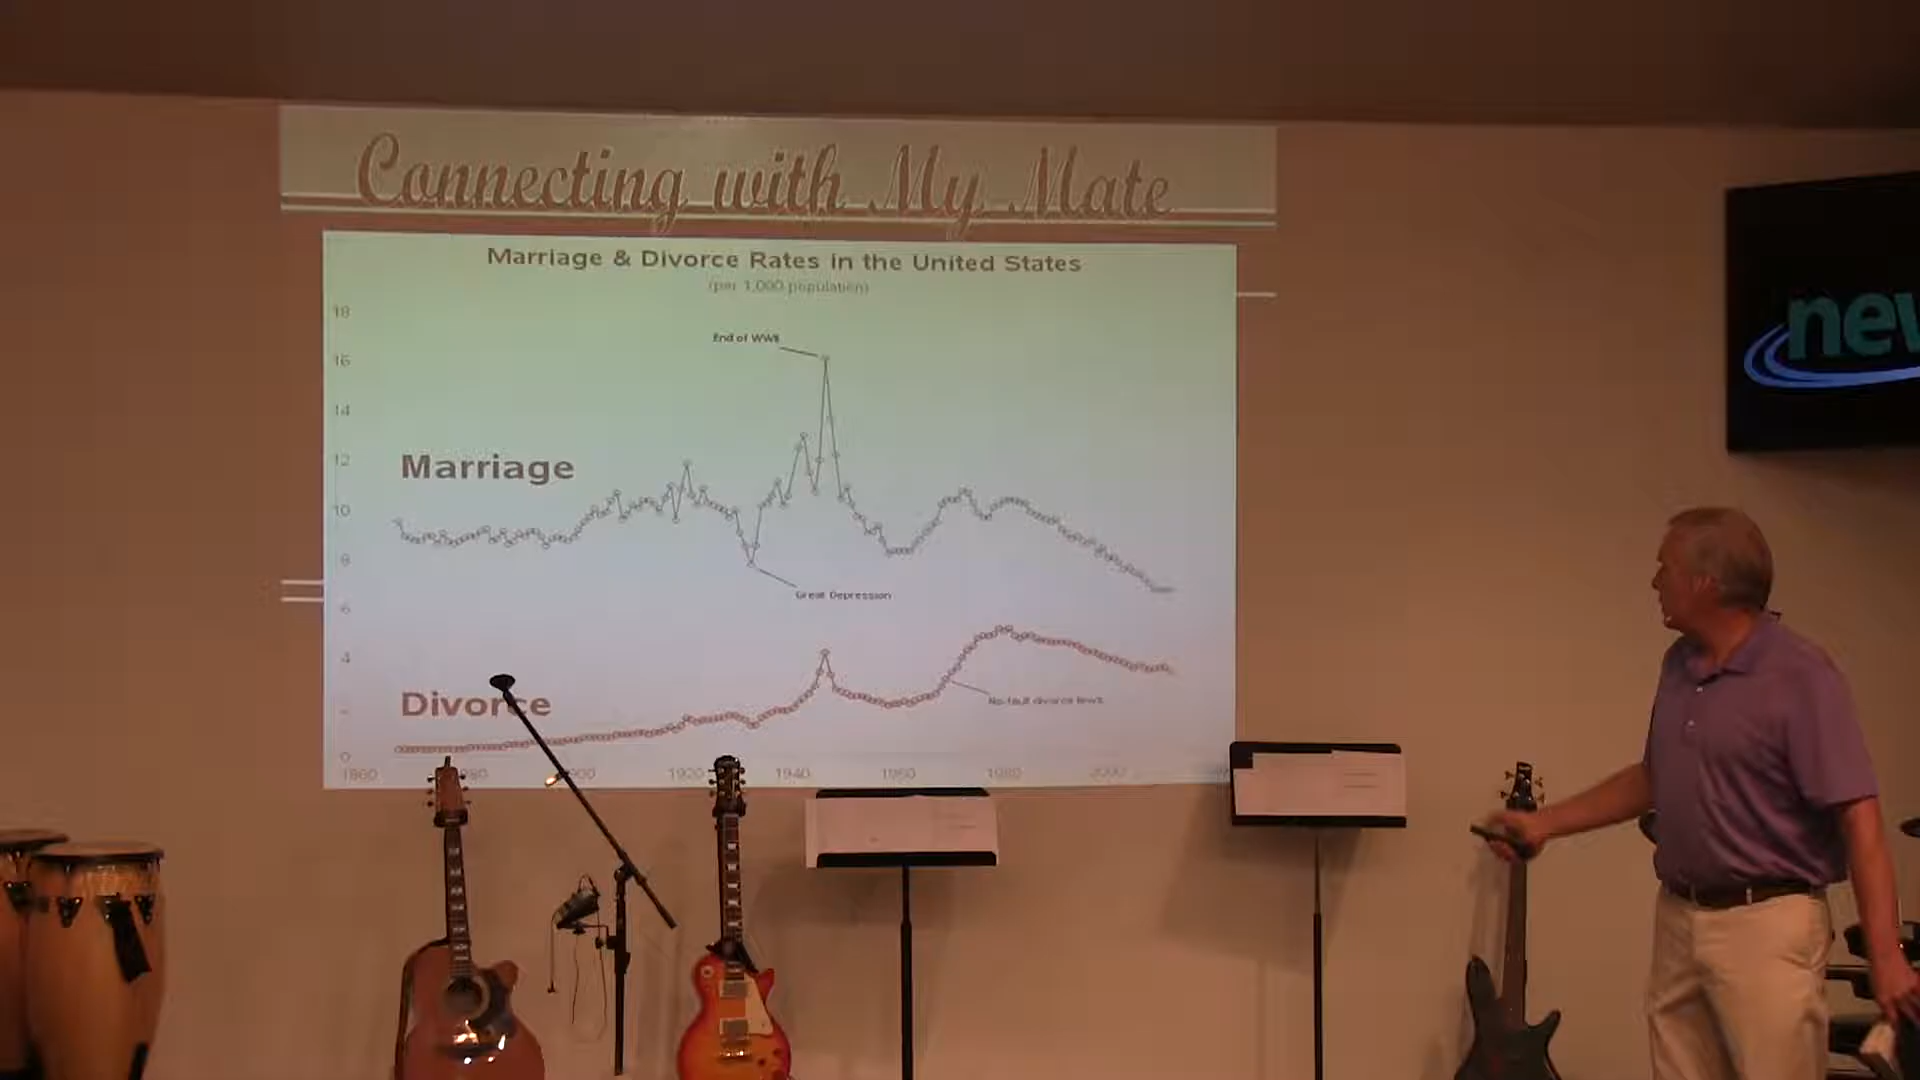 Connecting with My Mate
Marriage & Divorce Rates in the United States
(per 1,000 population)
18
End of WWII
16
14
12
Marriage
10
8
Great Depression
6
4
Divorce
No-fault divorce laws
0
1860
1920
1940
1960
1980
2000